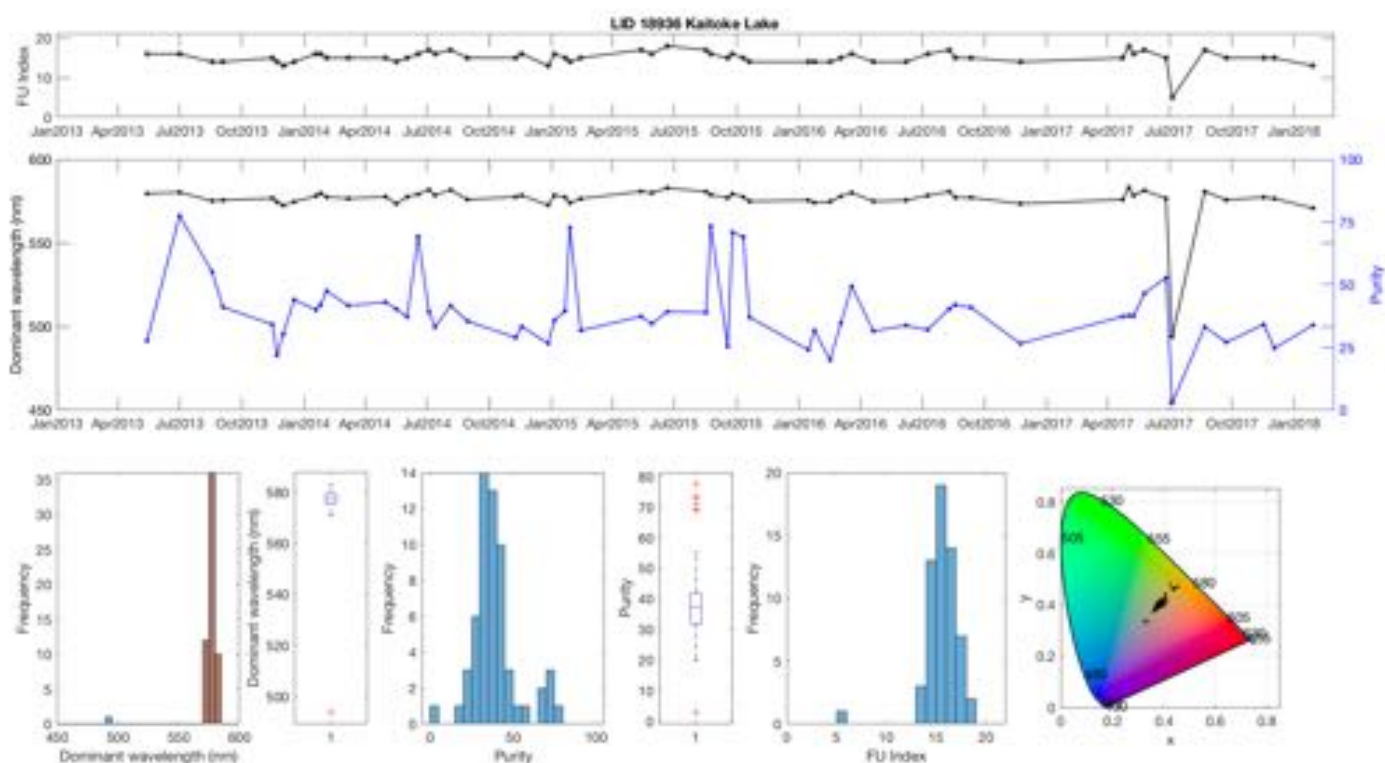 LID 18936 Kaitoke Lake
FU Index
20
10
0
Jan2013 Apr2013 Jul2013 Oct2013 Jan2014 Apr2014 Jul2014 Oct2014 Jan2015 Apr2015 Jul2015 Oct2015 Jan2016 Apr2016 Jul2016 Oct2016 Jan2017 Apr2017 Jul2017 Oct2017 Jan2018
Dominant wavelength (nm)
600
550
500
450
Purity
100
75
50
25
0
Jan2013 Apr2013 Jul2013 Oct2013 Jan2014 Apr2014 Jul2014 Oct2014 Jan2015 Apr2015 Jul2015 Oct2015 Jan2016 Apr2016 Jul2016 Oct2016 Jan2017 Apr2017 Jul2017 Oct2017 Jan2018
Frequency
35
30
25
20
15
10
5
0
450 500 550 600
Dominant wavelength (nm)
Dominant wavelength (nm)
580
560
540
520
500
1
Frequency
14
12
10
8
6
4
2
0
0 50 100
Purity
Purity
80
70
60
50
40
30
20
10
0
1
Frequency
20
15
10
5
0
0 5 10 15 20
FU Index
y
0.8
0.6
0.4
0.2
0
505
580
0 0.2 0.4 0.6 0.8
x